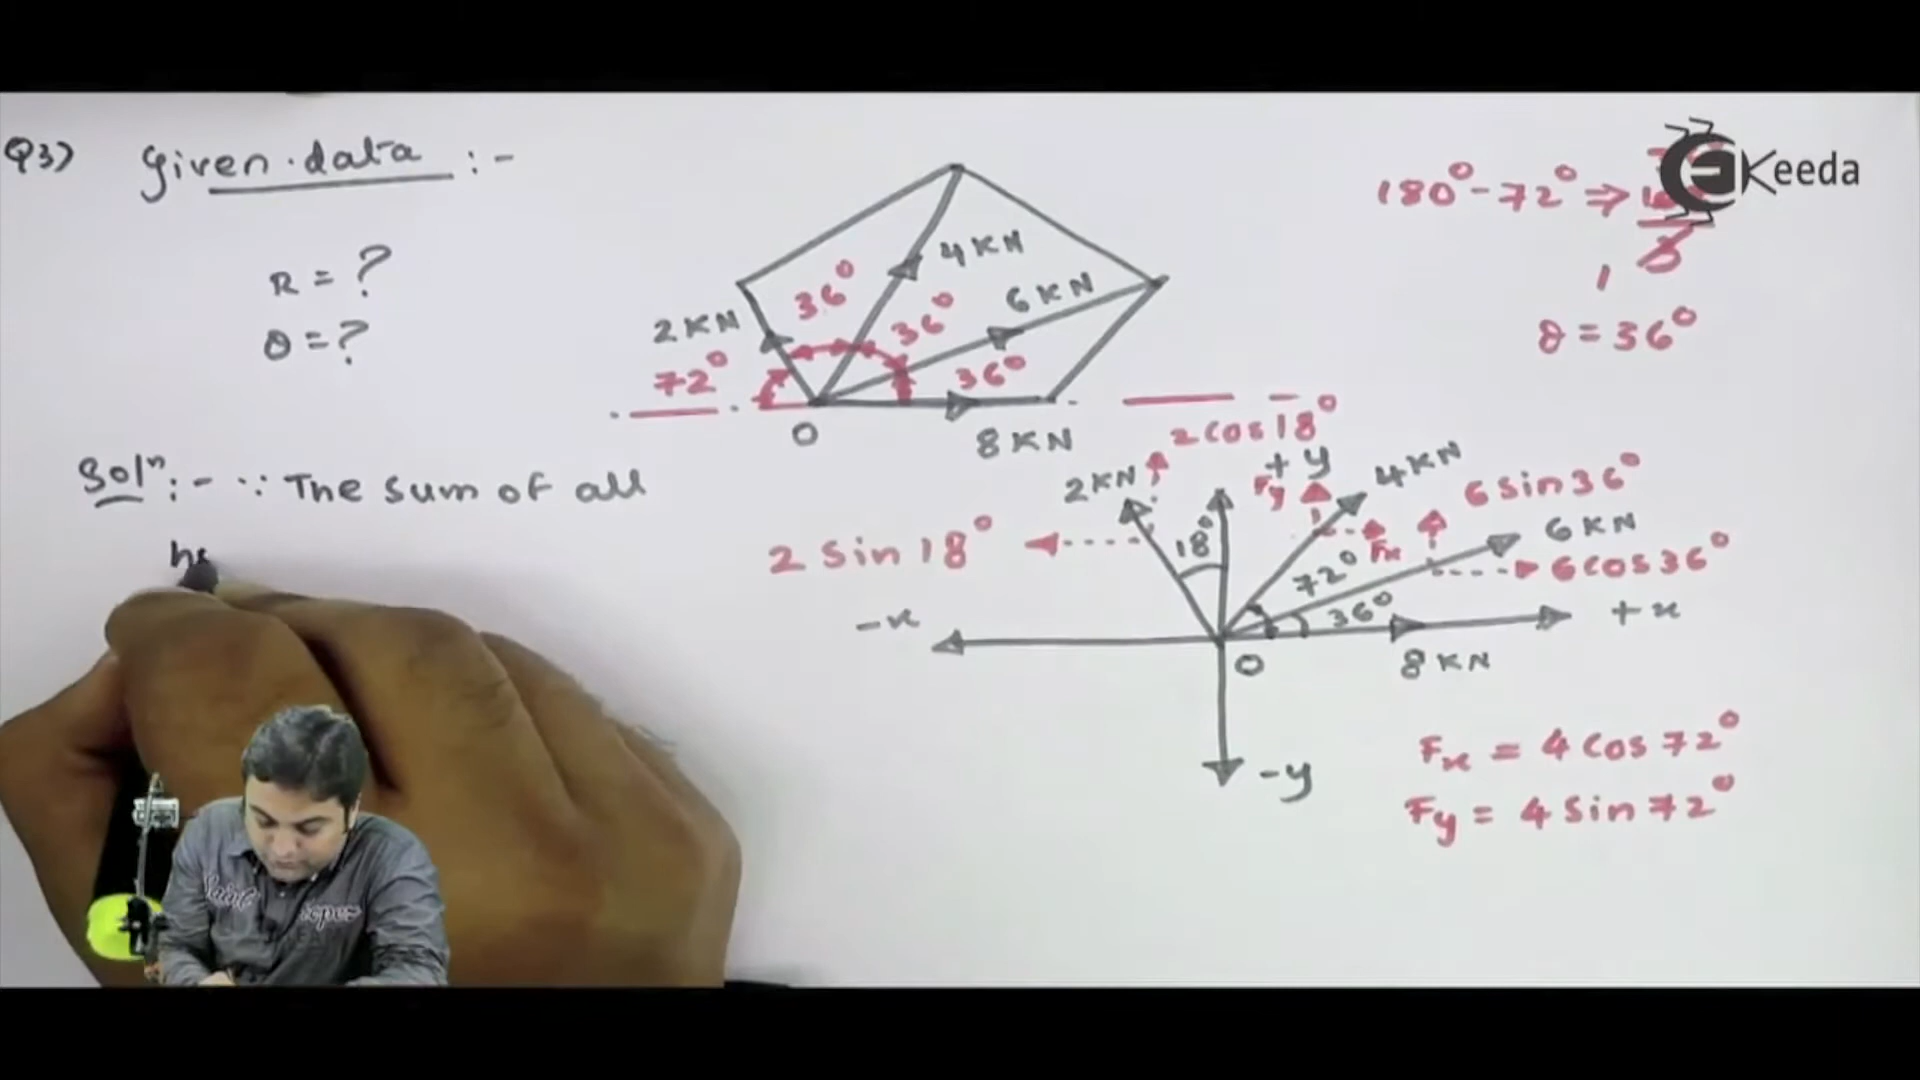 Q3) Given data :-
R = ?
θ = ?
4 KN
6 KN
2 KN
36°
36°
72°
36°
O
8 KN
180° - 72° ⇒
Keeda
3
θ = 36°
Solⁿ :- ∵ The sum of all
2 cos 18°
+ y
2 KN
Fy
4 KN
6 sin 36°
2 sin 18°
18°
72°
Fx
6 KN
6 cos 36°
36°
-x
+ x
O
8 KN
-y
Fx = 4 cos 72°
Fy = 4 sin 72°